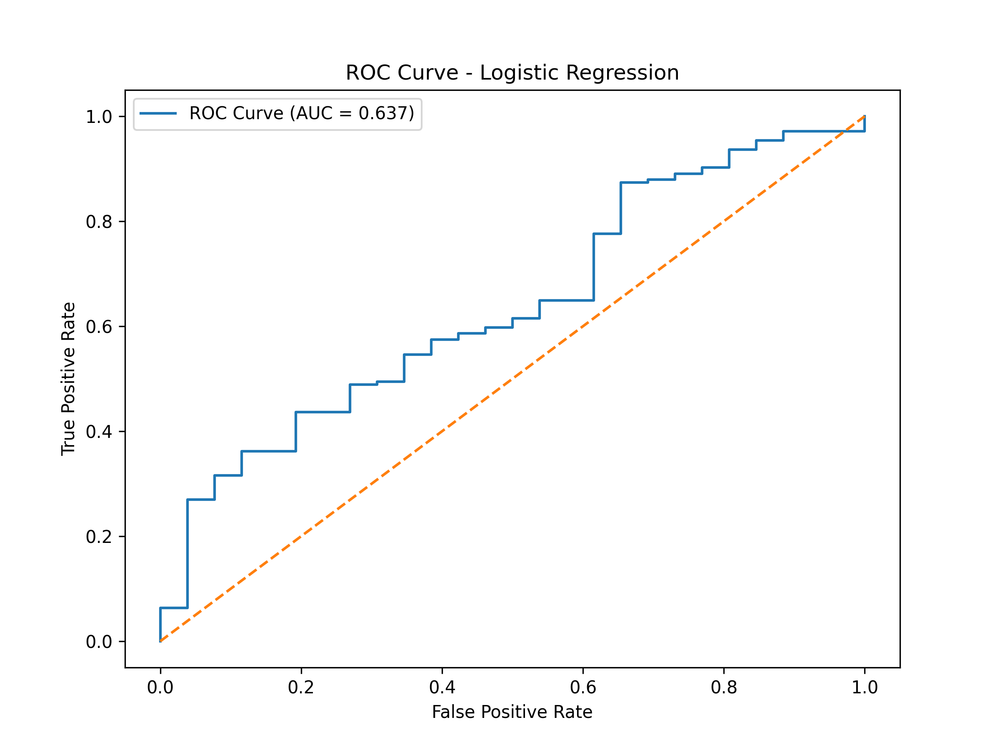 ROC Curve - Logistic Regression
ROC Curve (AUC = 0.637)
True Positive Rate
1.0
0.8
0.6
0.4
0.2
0.0
0.0 0.2 0.4 0.6 0.8 1.0
False Positive Rate